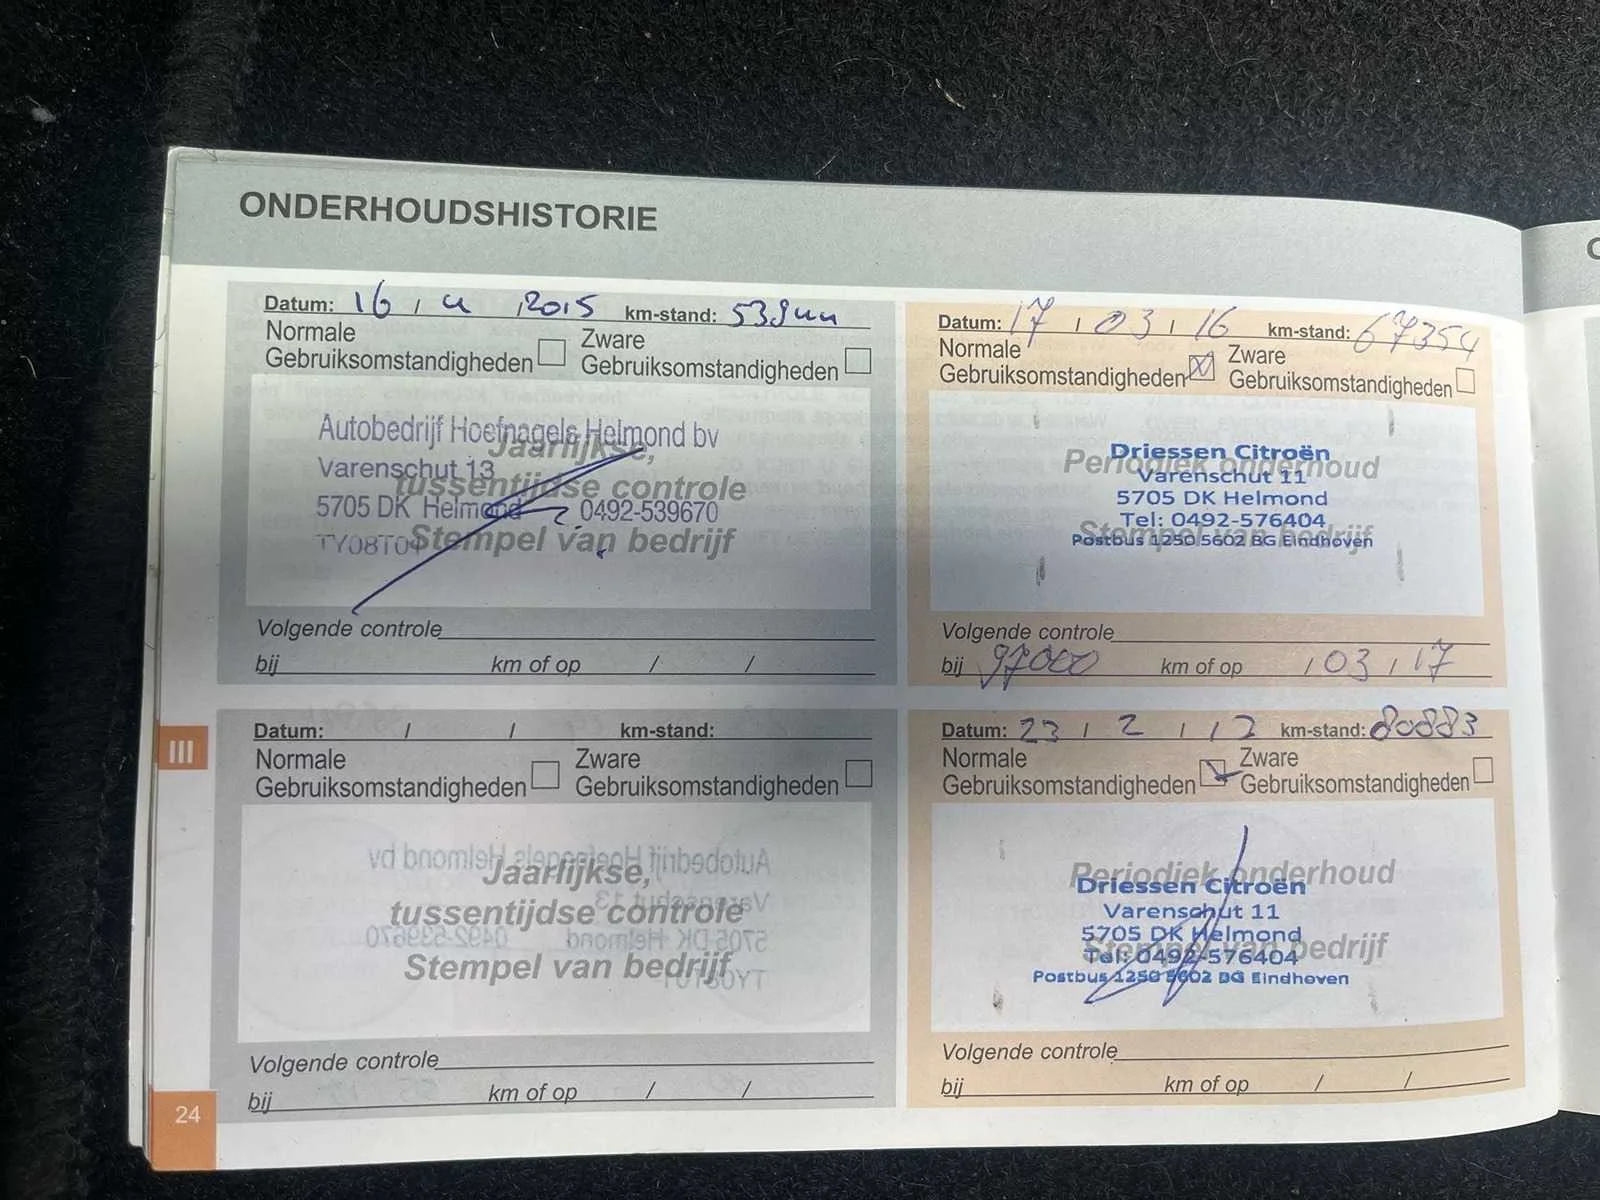 ONDERHOUDSHISTORIE
Datum: 16 / 4 / 2015 km-stand:
Normale Gebruiksomstandigheden Zware Gebruiksomstandigheden
Autobedrijf Hoefnagels Helmond bv
Jaarlijkse,
Varenschut 13
tussentijdse controle
5705 DK Helmond 0492-539670
TY08T04
Stempel van bedrijf
Volgende controle
bij km of op / /
Datum: 17 / 03 / 16 km-stand: 67354
Normale Gebruiksomstandigheden Zware Gebruiksomstandigheden
Driessen Citroën
Periodiek onderhoud
Varenschut 11
5705 DK Helmond
Tel: 0492-576404
Stempel van bedrijf
Postbus 1250 5602 BG Eindhoven
Volgende controle
bij 97000 km of op / 03 / 17
III
Datum: / / km-stand:
Normale Gebruiksomstandigheden Zware Gebruiksomstandigheden
Jaarlijkse,
tussentijdse controle
Stempel van bedrijf
Volgende controle
bij km of op / /
Datum: 23 / 2 / 17 km-stand: 80883
Normale Gebruiksomstandigheden Zware Gebruiksomstandigheden
Periodiek onderhoud
Driessen Citroën
Varenschut 11
5705 DK Helmond
Stempel van bedrijf
Tel: 0492-576404
Postbus 1250 5602 BG Eindhoven
Volgende controle
bij km of op / /
24